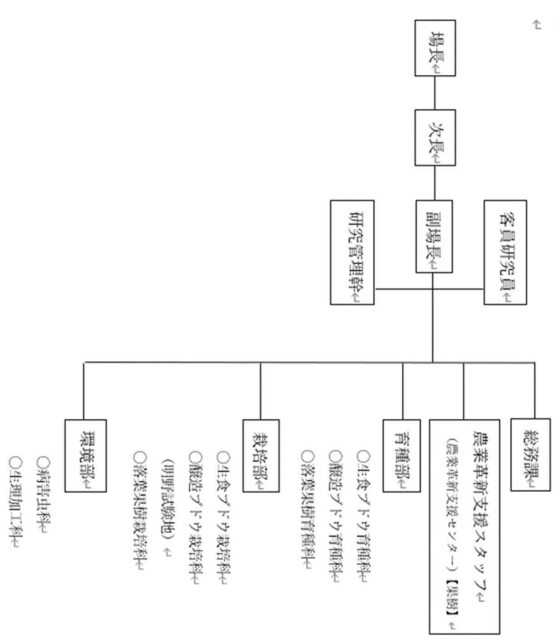 場長
次長
客員研究員
副場長
研究管理幹
総務課
農業革新支援スタッフ
(農業革新支援センター)【果樹】
育種部
○生食ブドウ育種科
○醸造ブドウ育種科
○落葉果樹育種科
栽培部
○生食ブドウ栽培科
○醸造ブドウ栽培科
(明野試験地)
○落葉果樹栽培科
環境部
○病害虫科
○生理加工科